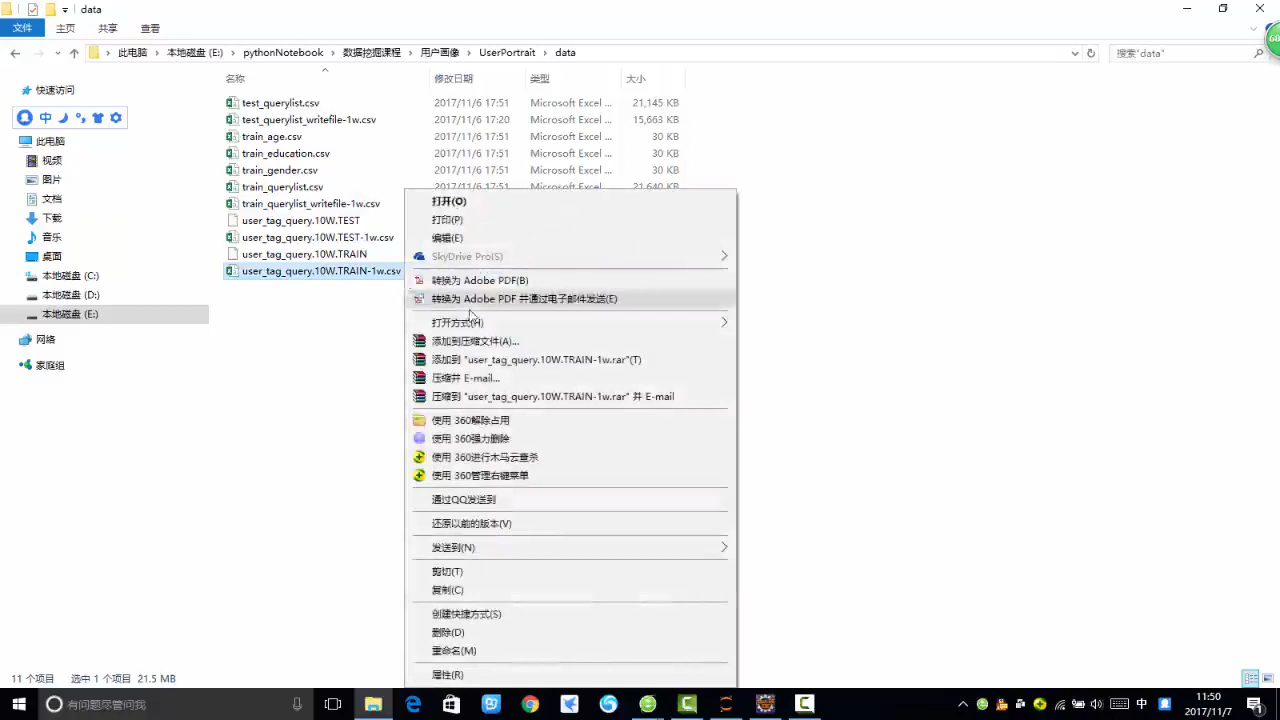 data
文件 主页 共享 查看
此电脑 本地磁盘 (E:) pythonNotebook 数据挖掘课程 用户画像 UserPortrait data
搜索"data"
68
快速访问
中
此电脑
视频
图片
文档
下载
音乐
桌面
本地磁盘 (C:)
本地磁盘 (D:)
本地磁盘 (E:)
网络
家庭组
名称 修改日期 类型 大小
test_querylist.csv 2017/11/6 17:51 Microsoft Excel ... 21,145 KB
test_querylist_writefile-1w.csv 2017/11/6 17:20 Microsoft Excel ... 15,663 KB
train_age.csv 2017/11/6 17:51 Microsoft Excel ... 30 KB
train_education.csv 2017/11/6 17:51 Microsoft Excel ... 30 KB
train_gender.csv 2017/11/6 17:51 Microsoft Excel ... 30 KB
train_querylist.csv 2017/11/6 17:51 Microsoft Excel ... 21,640 KB
train_querylist_writefile-1w.csv
user_tag_query.10W.TEST
user_tag_query.10W.TEST-1w.csv
user_tag_query.10W.TRAIN
user_tag_query.10W.TRAIN-1w.csv
打开(O)
打印(P)
编辑(E)
SkyDrive Pro(S)
转换为 Adobe PDF(B)
转换为 Adobe PDF 并通过电子邮件发送(E)
打开方式(H)
添加到压缩文件(A)...
添加到 "user_tag_query.10W.TRAIN-1w.rar"(T)
压缩并 E-mail...
压缩到 "user_tag_query.10W.TRAIN-1w.rar" 并 E-mail
使用 360解除占用
使用 360强力删除
使用 360进行木马云查杀
使用 360管理右键菜单
通过QQ发送到
还原以前的版本(V)
发送到(N)
剪切(T)
复制(C)
创建快捷方式(S)
删除(D)
重命名(M)
属性(R)
11 个项目 选中 1 个项目 21.5 MB
有问题尽管问我
中
11:50
2017/11/7